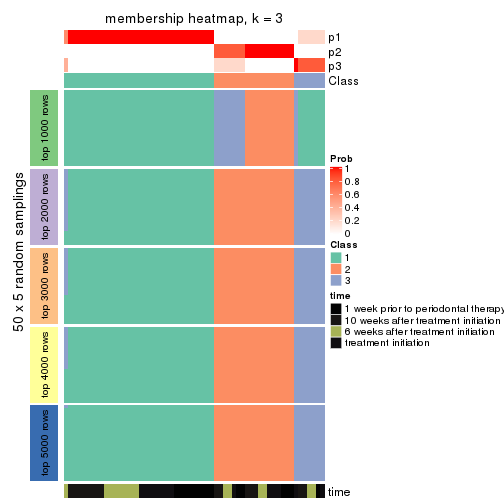 membership heatmap, k = 3
p1
p2
p3
Class
50 x 5 random samplings
top 1000 rows
top 2000 rows
top 3000 rows
top 4000 rows
top 5000 rows
Prob
1
0.8
0.6
0.4
0.2
0
Class
1
2
3
time
1 week prior to periodontal therapy
10 weeks after treatment initiation
6 weeks after treatment initiation
treatment initiation
time